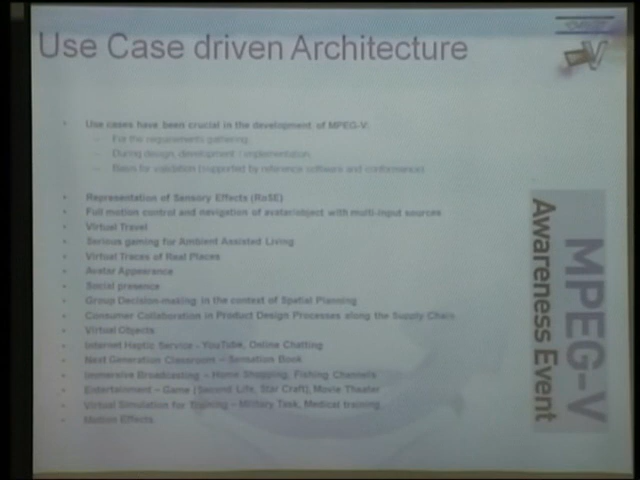 Use Case driven Architecture
• Use cases have been crucial in the development of MPEG-V:
– For the requirements gathering
– During design, development / implementation
– Basis for validation (supported by reference software and conformance)
• Representation of Sensory Effects (RoSE)
• Full motion control and navigation of avatar/object with multi-input sources
• Virtual Travel
• Serious gaming for Ambient Assisted Living
• Virtual Traces of Real Places
• Avatar Appearance
• Social presence
• Group Decision-making in the context of Spatial Planning
• Consumer Collaboration in Product Design Processes along the Supply Chain
• Virtual Objects
• Internet Haptic Service - YouTube, Online Chatting
• Next Generation Classroom – Sensation Book
• Immersive Broadcasting – Home Shopping, Fishing Channels
• Entertainment – Game (Second Life, Star Craft), Movie Theater
• Virtual Simulation for Training – Military Task, Medical training
• Motion Effects
MPEG-V
Awareness Event